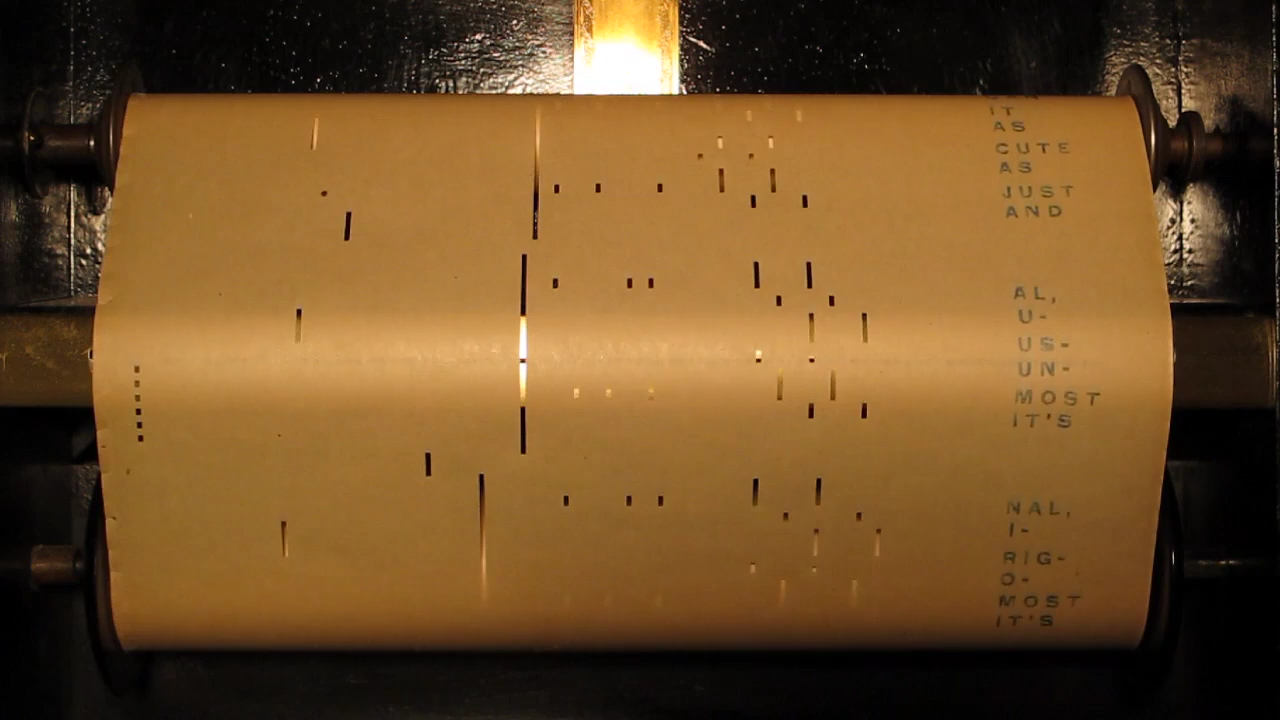 IT
AS
CUTE
AS
JUST
AND
AL,
U-
US-
UN-
MOST
IT'S
NAL,
I-
RIG-
O-
MOST
IT'S